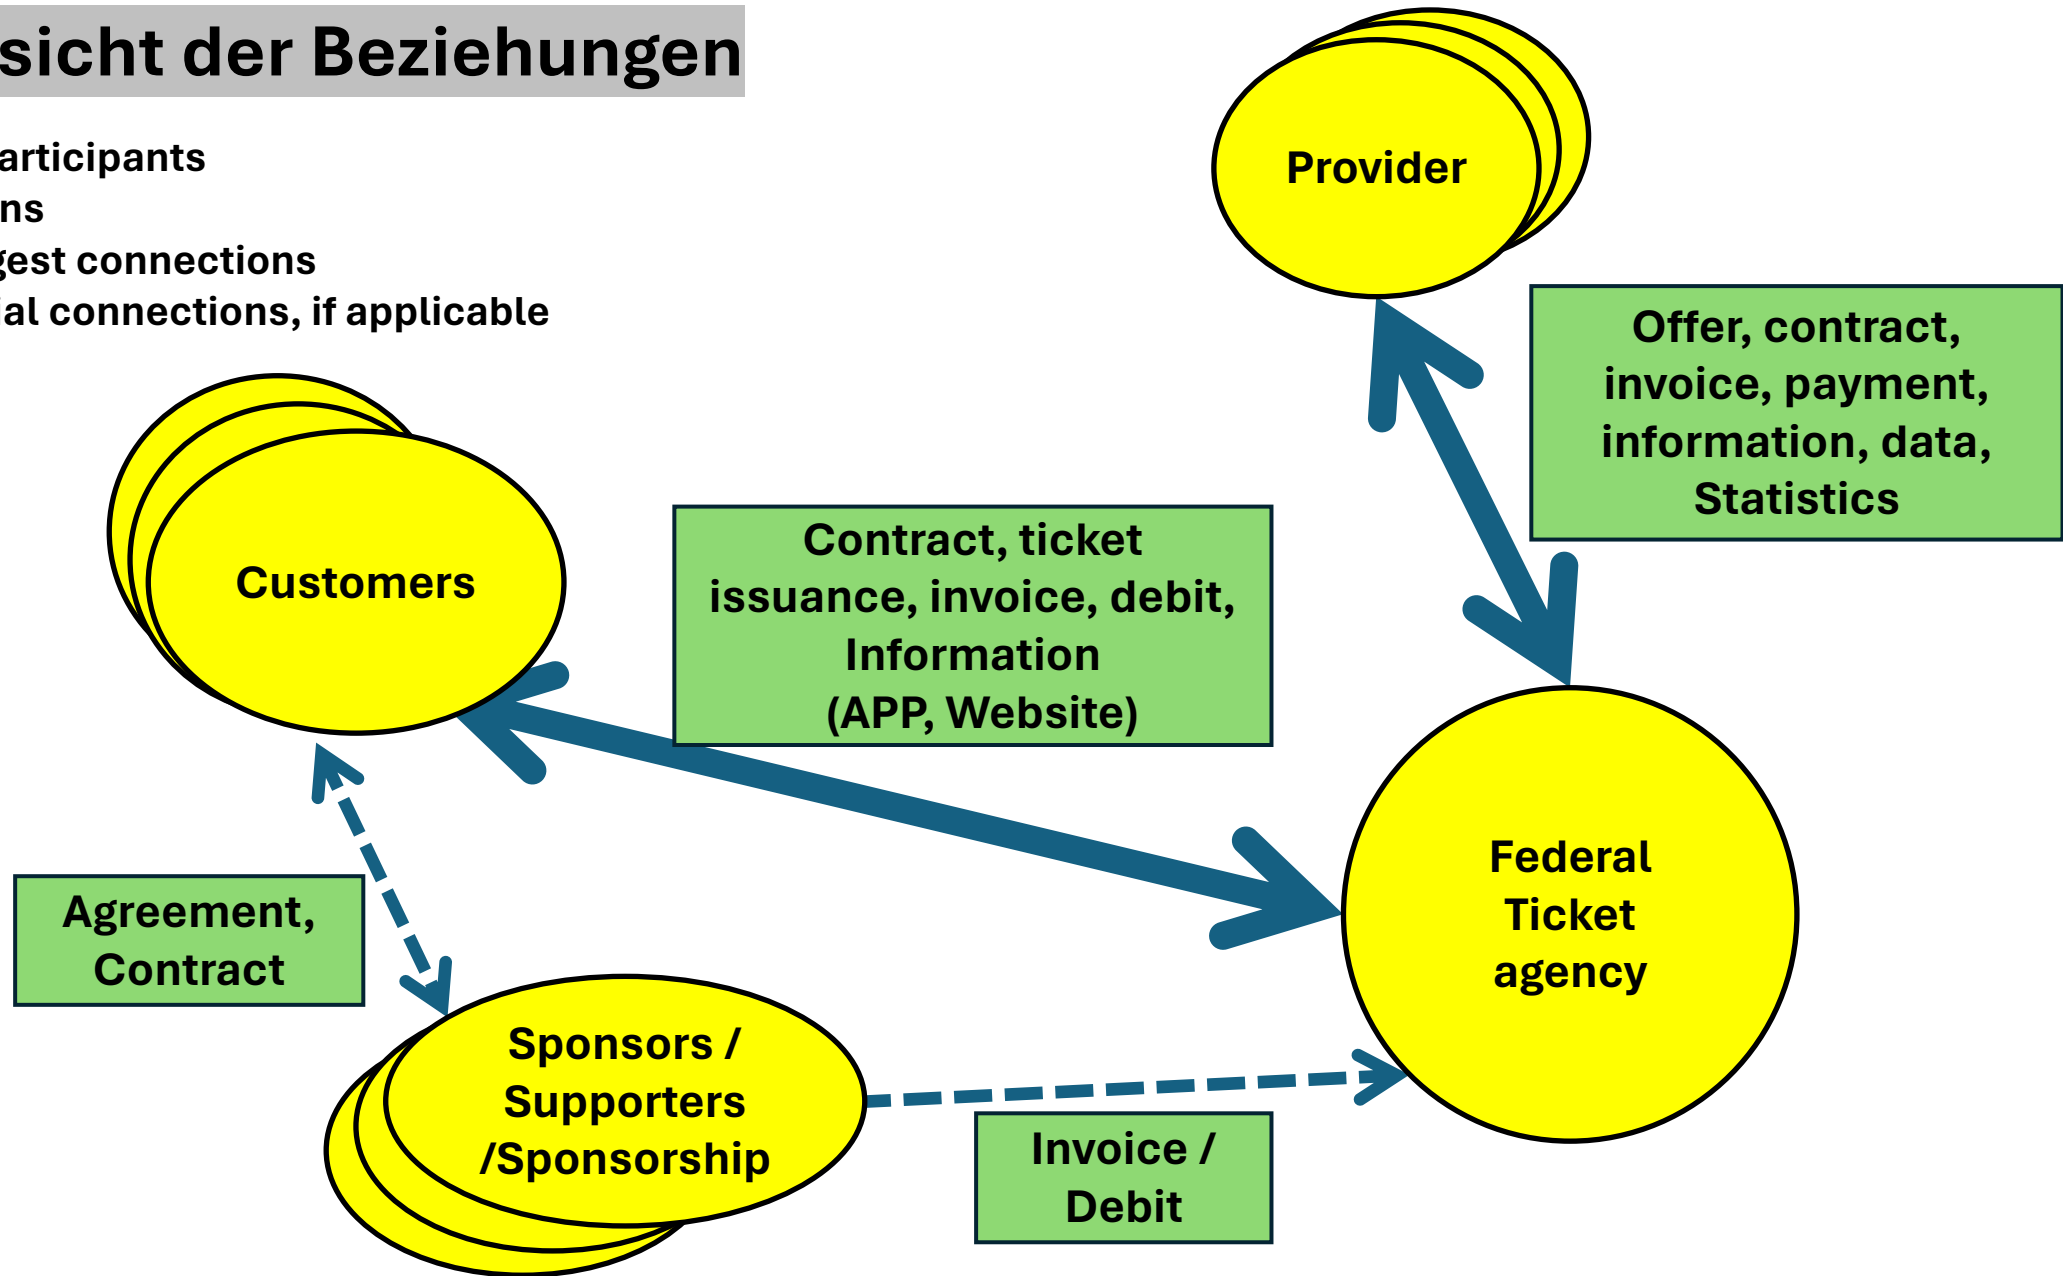 sicht der Beziehungen
articipants
ns
gest connections
ial connections, if applicable
Provider
Offer, contract,
invoice, payment,
information, data,
Statistics
Customers
Contract, ticket
issuance, invoice, debit,
Information
(APP, Website)
Federal
Ticket
agency
Agreement,
Contract
Sponsors /
Supporters
/Sponsorship
Invoice /
Debit